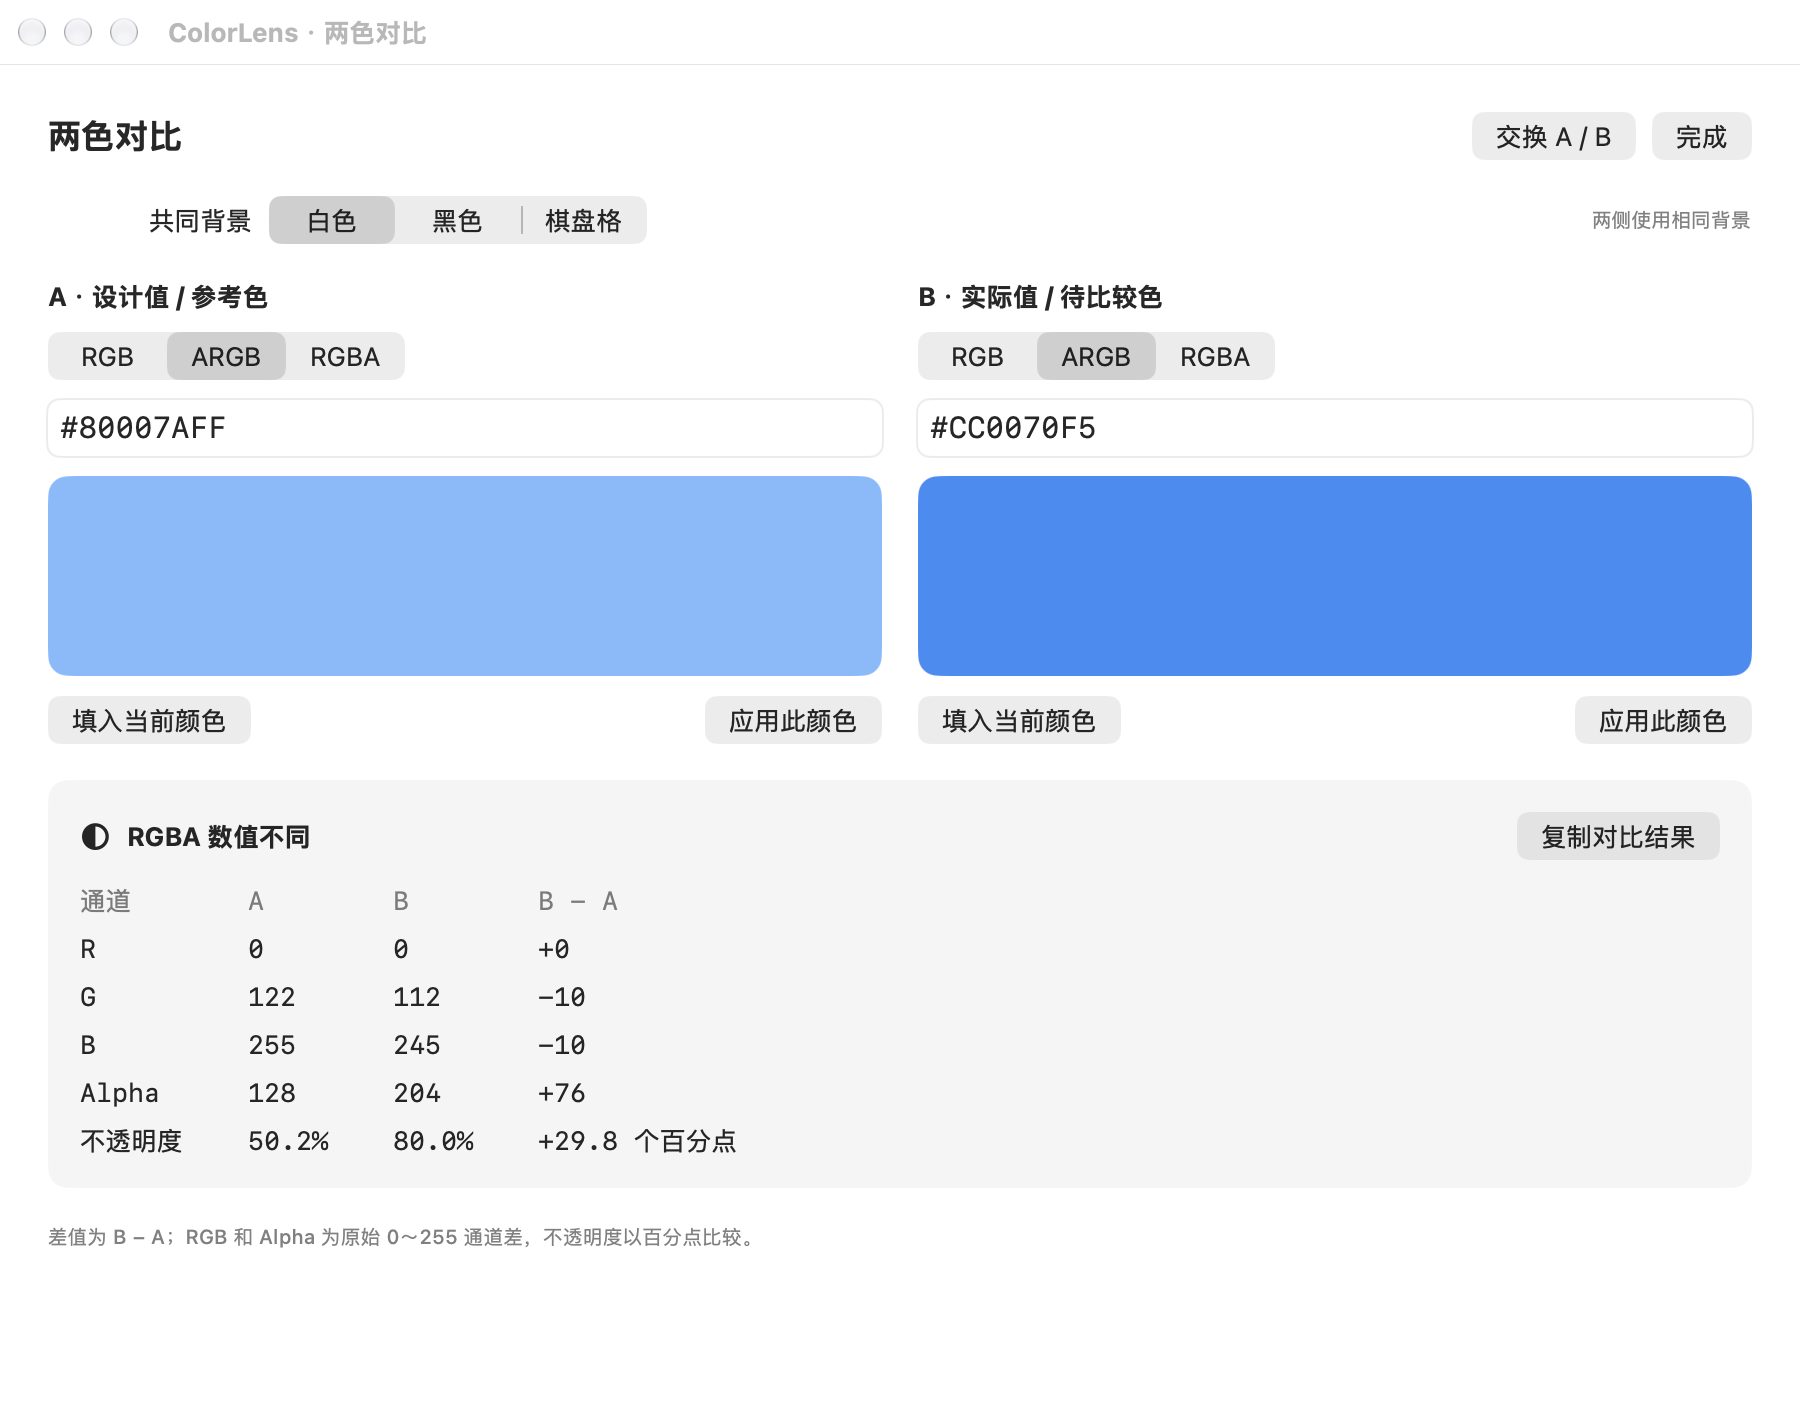 ColorLens · 两色对比
两色对比
交换 A / B
完成
共同背景
白色
黑色
棋盘格
两侧使用相同背景
A · 设计值 / 参考色
RGB
ARGB
RGBA
#80007AFF
填入当前颜色
应用此颜色
B · 实际值 / 待比较色
RGB
ARGB
RGBA
#CC0070F5
填入当前颜色
应用此颜色
RGBA 数值不同
复制对比结果
通道 A B B − A
R 0 0 +0
G 122 112 −10
B 255 245 −10
Alpha 128 204 +76
不透明度 50.2% 80.0% +29.8 个百分点
差值为 B − A；RGB 和 Alpha 为原始 0～255 通道差，不透明度以百分点比较。